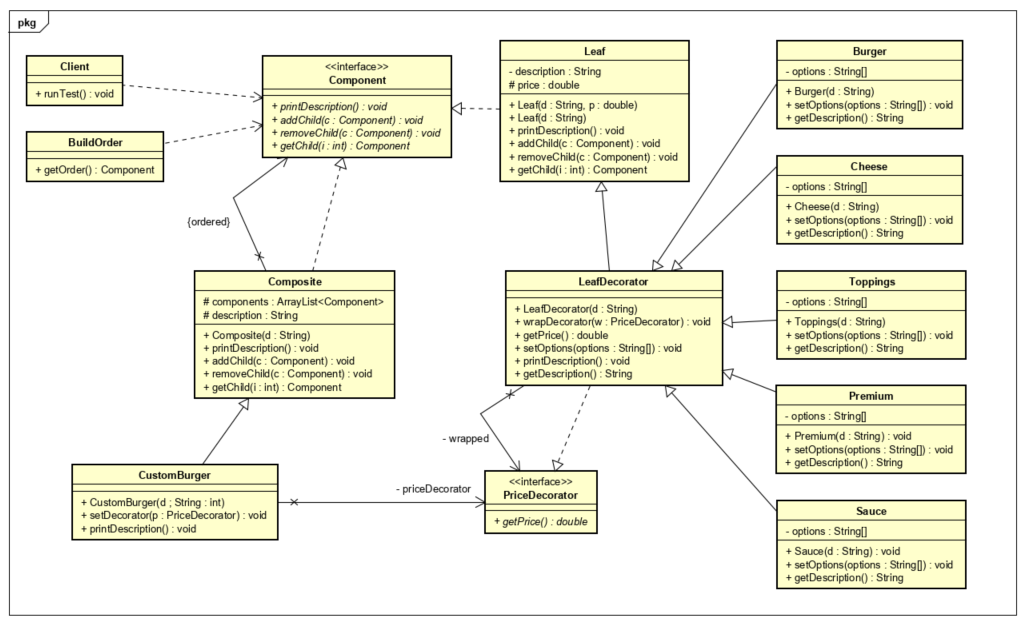 pkg
Client
+ runTest() : void
BuildOrder
+ getOrder() : Component
<<interface>>
Component
+ printDescription() : void
+ addChild(c : Component) : void
+ removeChild(c : Component) : void
+ getChild(i : int) : Component
{ordered}
Composite
# components : ArrayList<Component>
# description : String
+ Composite(d : String)
+ printDescription() : void
+ addChild(c : Component) : void
+ removeChild(c : Component) : void
+ getChild(i : int) : Component
CustomBurger
+ CustomBurger(d ; String : int)
+ setDecorator(p : PriceDecorator) : void
+ printDescription() : void
- priceDecorator
Leaf
- description : String
# price : double
+ Leaf(d : String, p : double)
+ Leaf(d : String)
+ printDescription() : void
+ addChild(c : Component) : void
+ removeChild(c : Component) : void
+ getChild(i : int) : Component
LeafDecorator
+ LeafDecorator(d : String)
+ wrapDecorator(w : PriceDecorator) : void
+ getPrice() : double
+ setOptions(options : String[]) : void
+ printDescription() : void
+ getDescription() : String
- wrapped
<<interface>>
PriceDecorator
+ getPrice() : double
Burger
- options : String[]
+ Burger(d : String)
+ setOptions(options : String[]) : void
+ getDescription() : String
Cheese
- options : String[]
+ Cheese(d : String)
+ setOptions(options : String[]) : void
+ getDescription() : String
Toppings
- options : String[]
+ Toppings(d : String)
+ setOptions(options : String[]) : void
+ getDescription() : String
Premium
- options : String[]
+ Premium(d : String) : void
+ setOptions(options : String[]) : void
+ getDescription() : String
Sauce
- options : String[]
+ Sauce(d : String) : void
+ setOptions(options : String[]) : void
+ getDescription() : String